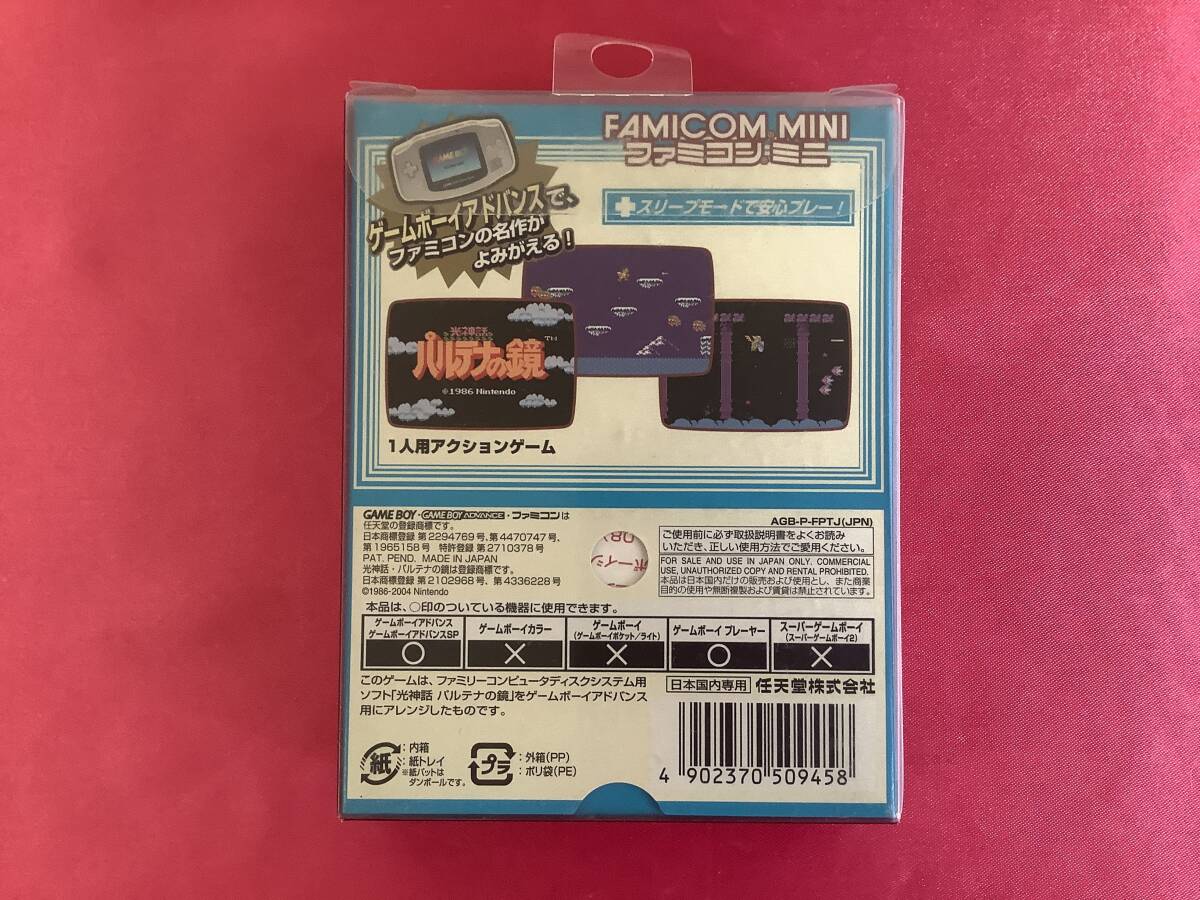 FAMICOM MINI
ファミコン ミニ
GAME BOY
ゲームボーイアドバンスで、
ファミコンの名作が
よみがえる！
スリープモードで安心プレー！
光神話
パルテナの鏡 TM
©1986 Nintendo
1人用アクションゲーム
GAME BOY・GAME BOY ADVANCE・ファミコンは
任天堂の登録商標です。
日本商標登録 第2294769号、第4470747号、
第1965158号 特許登録 第2710378号
PAT. PEND. MADE IN JAPAN
光神話・パルテナの鏡は登録商標です。
日本商標登録 第2102968号、第4336228号
©1986-2004 Nintendo
AGB-P-FPTJ(JPN)
ご使用前に必ず取扱説明書をよくお読み
いただき、正しい使用方法でご愛用ください。
FOR SALE AND USE IN JAPAN ONLY. COMMERCIAL
USE, UNAUTHORIZED COPY AND RENTAL PROHIBITED.
本品は日本国内だけの販売および使用とし、また商業
目的の使用や無断複製および賃貸は禁止されています。
本品は、○印のついている機器に使用できます。
ゲームボーイアドバンス
ゲームボーイアドバンスSP
○
ゲームボーイカラー
×
ゲームボーイ
(ゲームボーイポケット/ライト)
×
ゲームボーイ プレーヤー
○
スーパーゲームボーイ
(スーパーゲームボーイ2)
×
このゲームは、ファミリーコンピュータディスクシステム用
ソフト「光神話 パルテナの鏡」をゲームボーイアドバンス
用にアレンジしたものです。
日本国内専用 任天堂株式会社
紙
：内箱
：紙トレイ
※紙パットは
ダンボールです。
プラ
：外箱(PP)
：ポリ袋(PE)
4 902370 509458